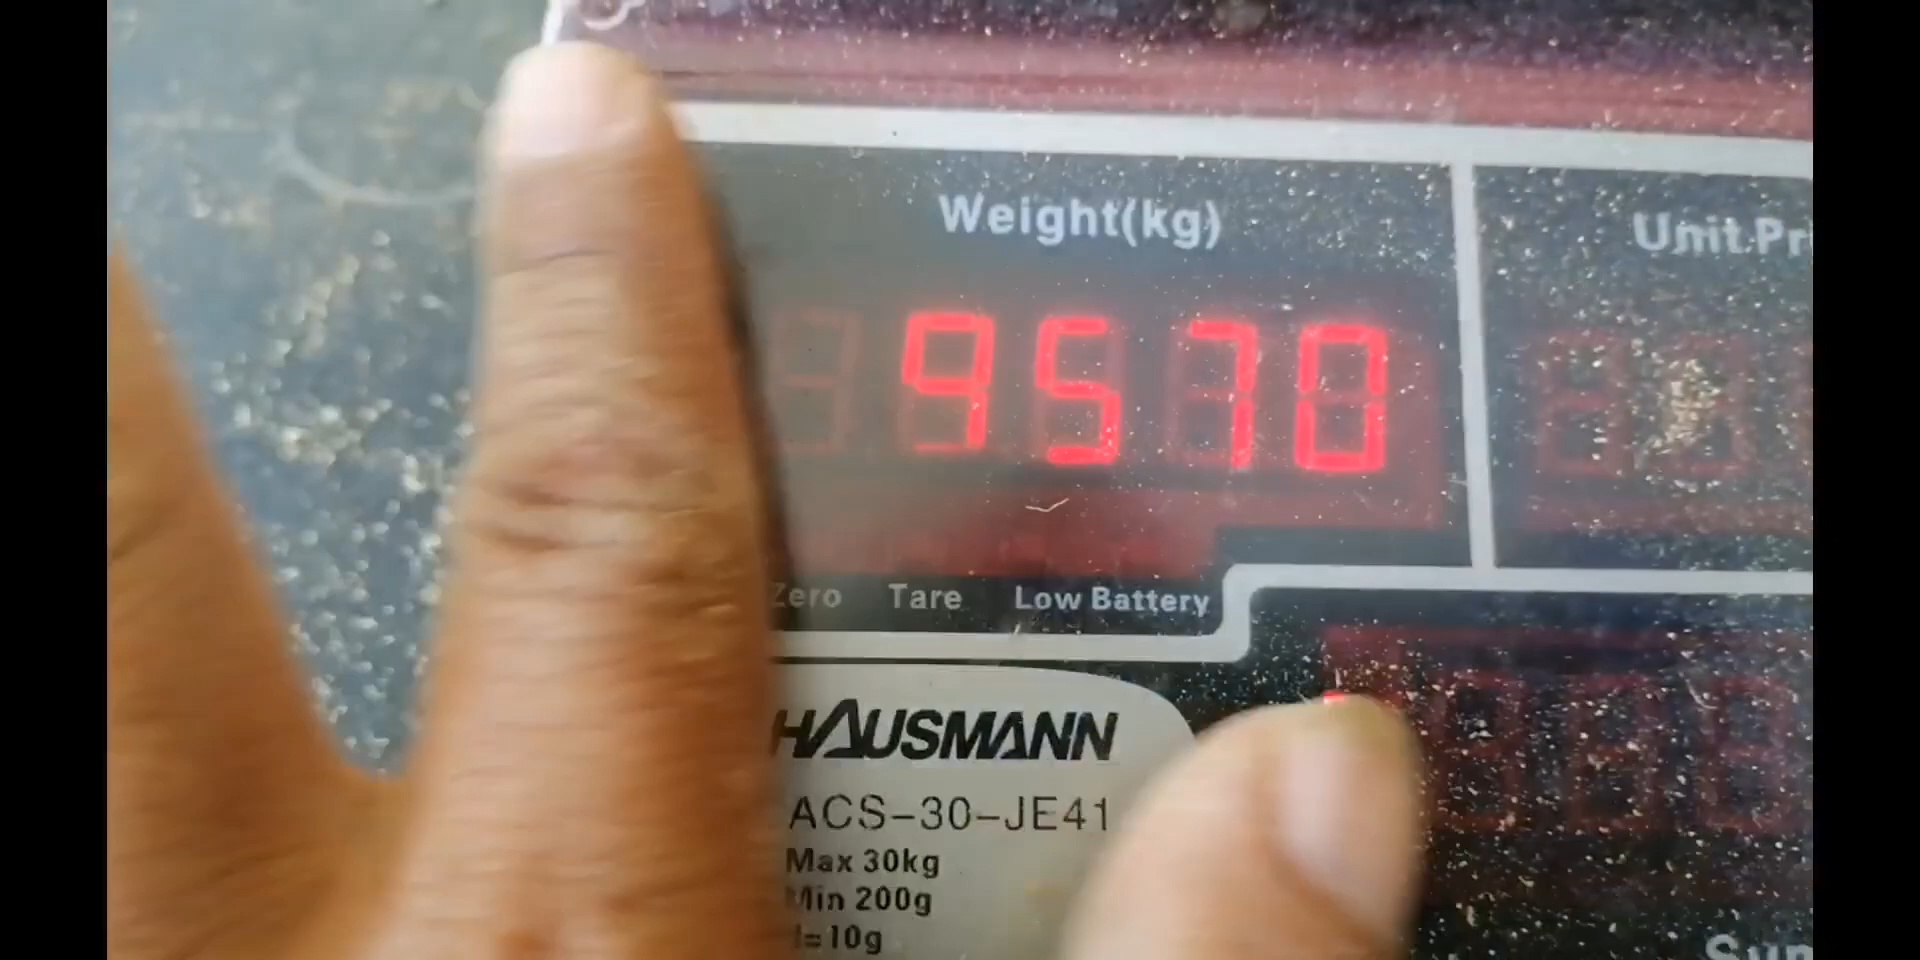 Weight(kg)
Unit Pr
9570
Zero Tare Low Battery
HAUSMANN
ACS-30-JE41
Max 30kg
Min 200g
=10g